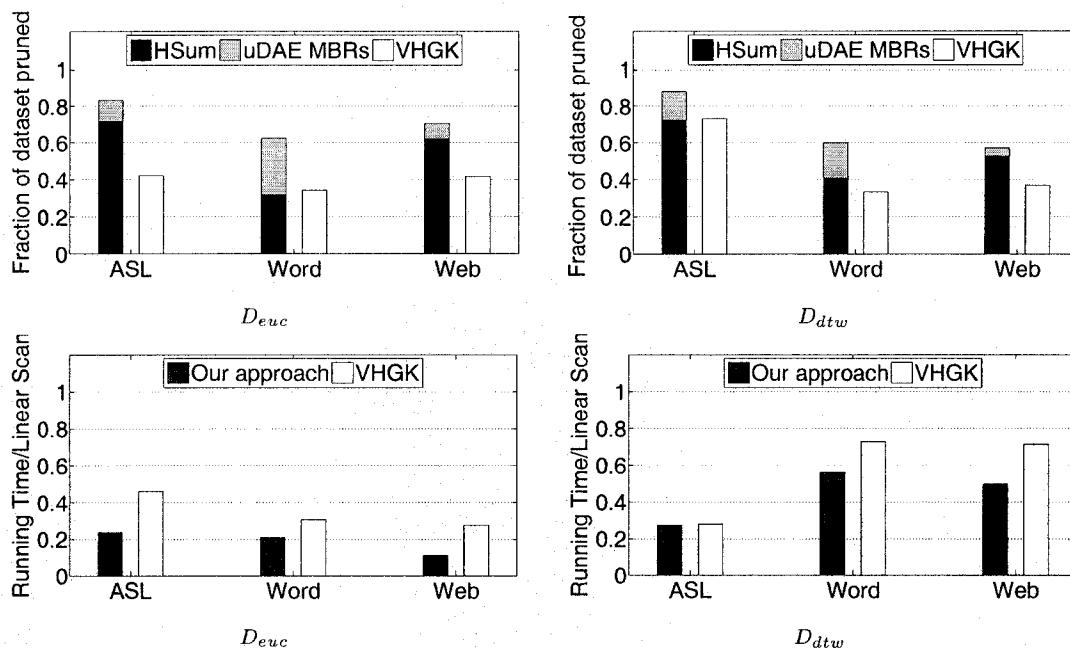 Fraction of dataset pruned
HSum uDAE MBRs VHGK
1
0.8
0.6
0.4
0.2
0
ASL Word Web
D_euc
Fraction of dataset pruned
HSum uDAE MBRs VHGK
1
0.8
0.6
0.4
0.2
0
ASL Word Web
D_dtw
Running Time/Linear Scan
Our approach VHGK
1
0.8
0.6
0.4
0.2
0
ASL Word Web
D_euc
Running Time/Linear Scan
Our approach VHGK
1
0.8
0.6
0.4
0.2
0
ASL Word Web
D_dtw